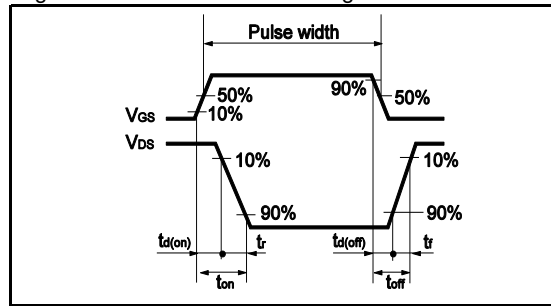 Pulse width
90%
50%
50%
10%
VGS
VDS
10%
10%
90%
90%
td(on)
tr
td(off)
tf
ton
toff